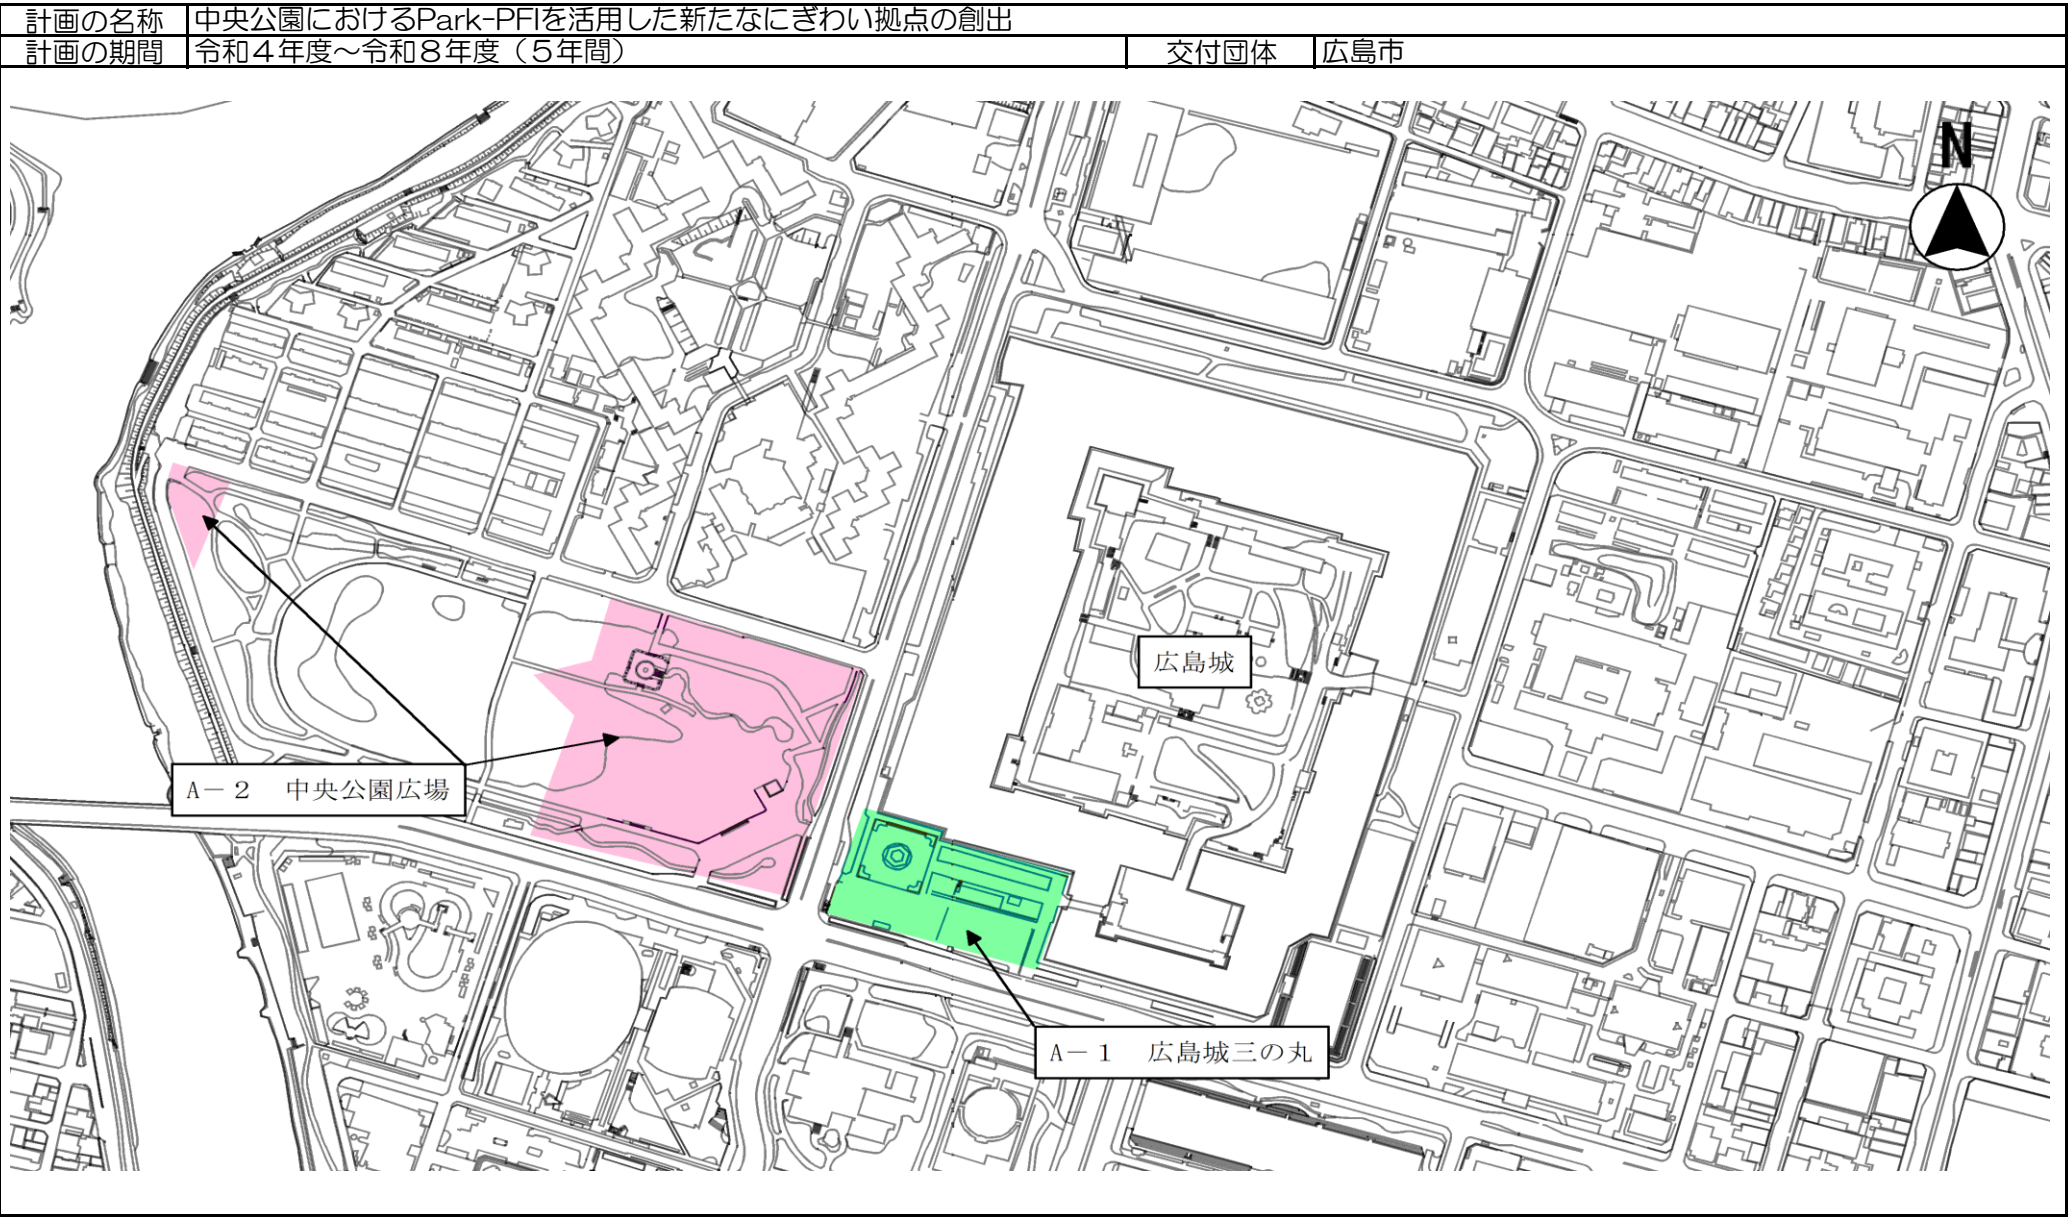 計画の名称 中央公園におけるPark-PFIを活用した新たなにぎわい拠点の創出
計画の期間 令和４年度～令和８年度（５年間） 交付団体 広島市
N
広島城
A－２　中央公園広場
A－１　広島城三の丸